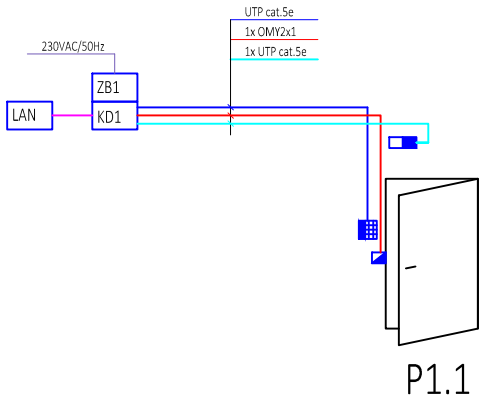 UTP cat.5e
1x OMY2x1
1x UTP cat.5e
230VAC/50Hz
ZB1
LAN
KD1
P1.1